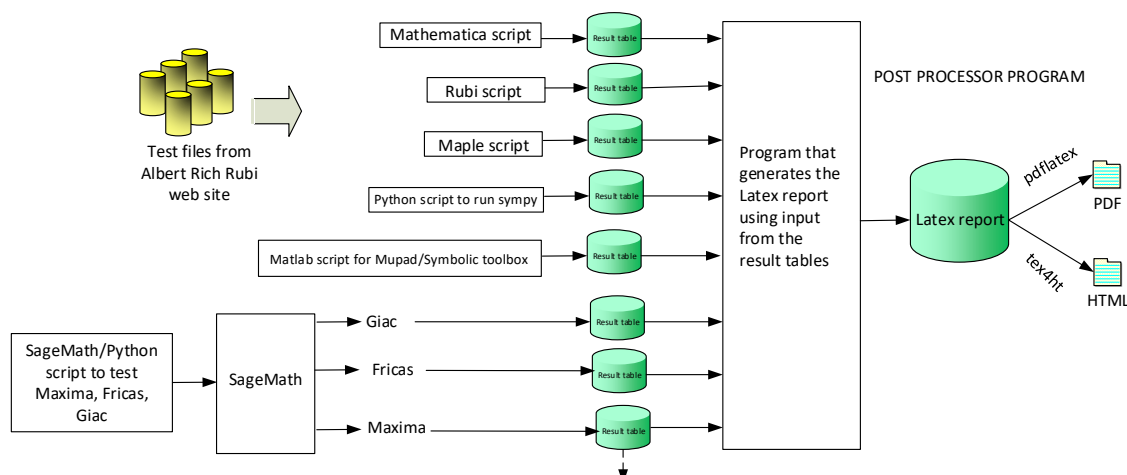 Mathematica script
Result table
Rubi script
Result table
Maple script
Result table
Python script to run sympy
Result table
Matlab script for Mupad/Symbolic toolbox
Result table
Test files from
Albert Rich Rubi
web site
SageMath/Python
script to test
Maxima, Fricas,
Giac
SageMath
Giac
Result table
Fricas
Result table
Maxima
Result table
Program that
generates the
Latex report
using input
from the
result tables
POST PROCESSOR PROGRAM
Latex report
pdflatex
PDF
tex4ht
HTML